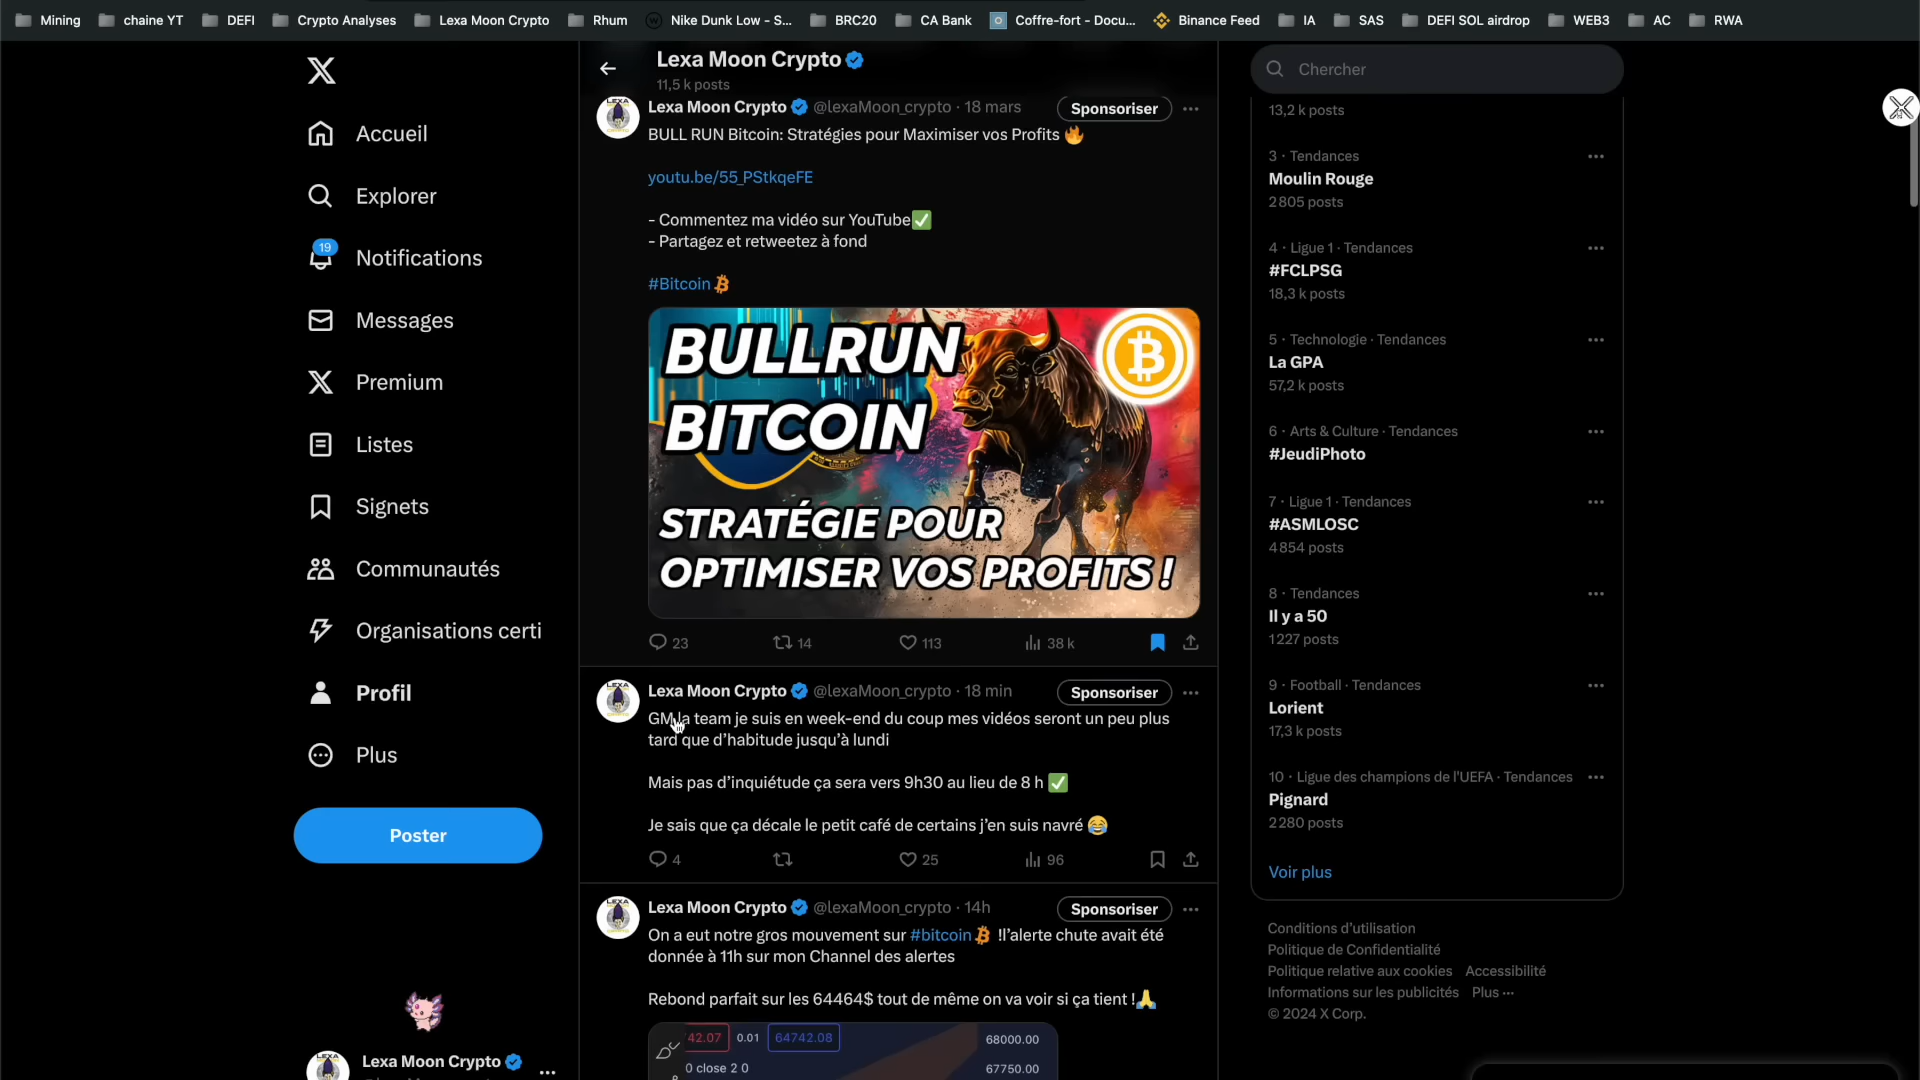 Mining
chaine YT
DEFI
Crypto Analyses
Lexa Moon Crypto
Rhum
Nike Dunk Low - S...
BRC20
CA Bank
Coffre-fort - Docu...
Binance Feed
IA
SAS
DEFI SOL airdrop
WEB3
AC
RWA
Accueil
Explorer
19
Notifications
Messages
Premium
Listes
Signets
Communautés
Organisations certi
Profil
Plus
Poster
Lexa Moon Crypto
Lexa Moon Crypto
11,5 k posts
Lexa Moon Crypto @lexaMoon_crypto · 18 mars
Sponsoriser
BULL RUN Bitcoin: Stratégies pour Maximiser vos Profits 🔥
youtu.be/55_PStkqeFE
- Commentez ma vidéo sur YouTube✅
- Partagez et retweetez à fond
#Bitcoin
BULLRUN
BITCOIN
STRATÉGIE POUR
OPTIMISER VOS PROFITS !
23 14 113 38 k
Lexa Moon Crypto @lexaMoon_crypto · 18 min
Sponsoriser
GM la team je suis en week-end du coup mes vidéos seront un peu plus
tard que d’habitude jusqu’à lundi
Mais pas d’inquiétude ça sera vers 9h30 au lieu de 8 h ✅
Je sais que ça décale le petit café de certains j’en suis navré 😂
4 25 96
Lexa Moon Crypto @lexaMoon_crypto · 14h
Sponsoriser
On a eut notre gros mouvement sur #bitcoin !l’alerte chute avait été
donnée à 11h sur mon Channel des alertes
Rebond parfait sur les 64464$ tout de même on va voir si ça tient !🙏
42.07 0.01 64742.08
0 close 2 0
68000.00
67750.00
Chercher
13,2 k posts
3 · Tendances
Moulin Rouge
2 805 posts
4 · Ligue 1 · Tendances
#FCLPSG
18,3 k posts
5 · Technologie · Tendances
La GPA
57,2 k posts
6 · Arts & Culture · Tendances
#JeudiPhoto
7 · Ligue 1 · Tendances
#ASMLOSC
4 854 posts
8 · Tendances
Il y a 50
1 227 posts
9 · Football · Tendances
Lorient
17,3 k posts
10 · Ligue des champions de l'UEFA · Tendances
Pignard
2 280 posts
Voir plus
Conditions d’utilisation
Politique de Confidentialité
Politique relative aux cookies Accessibilité
Informations sur les publicités Plus ···
© 2024 X Corp.